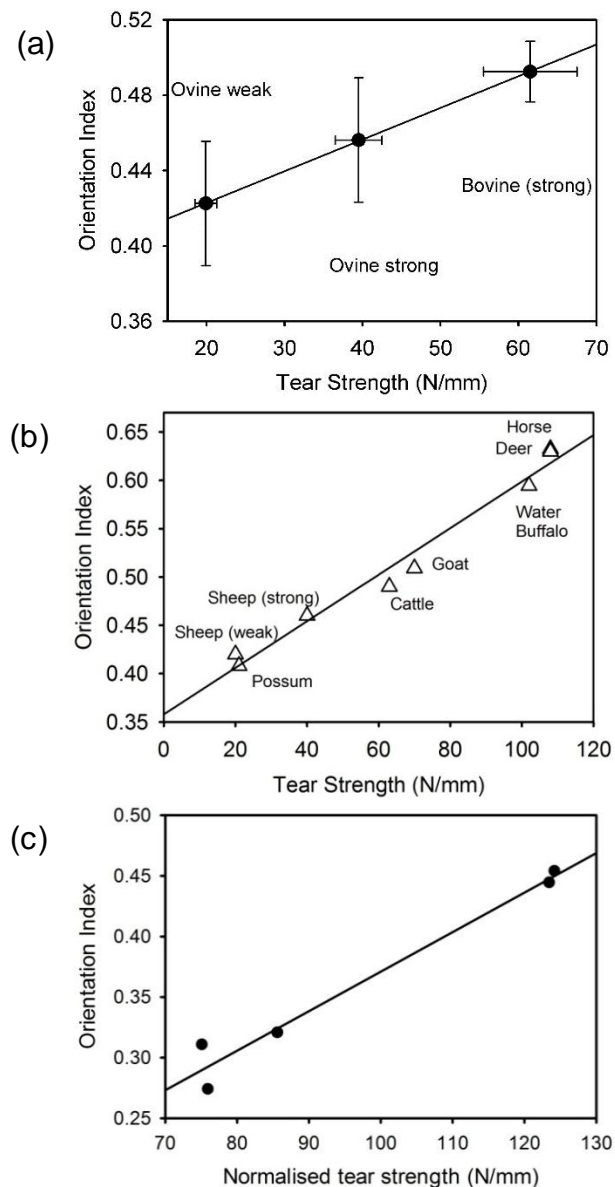 (a)
0.52
0.48
0.44
0.40
0.36
Orientation Index
Ovine weak
Bovine (strong)
Ovine strong
20 30 40 50 60 70
Tear Strength (N/mm)
(b)
0.65
0.60
0.55
0.50
0.45
0.40
0.35
Orientation Index
Horse
Deer
Water
Buffalo
Goat
Cattle
Sheep (strong)
Sheep (weak)
Possum
0 20 40 60 80 100 120
Tear Strength (N/mm)
(c)
0.50
0.45
0.40
0.35
0.30
0.25
Orientation Index
70 80 90 100 110 120 130
Normalised tear strength (N/mm)